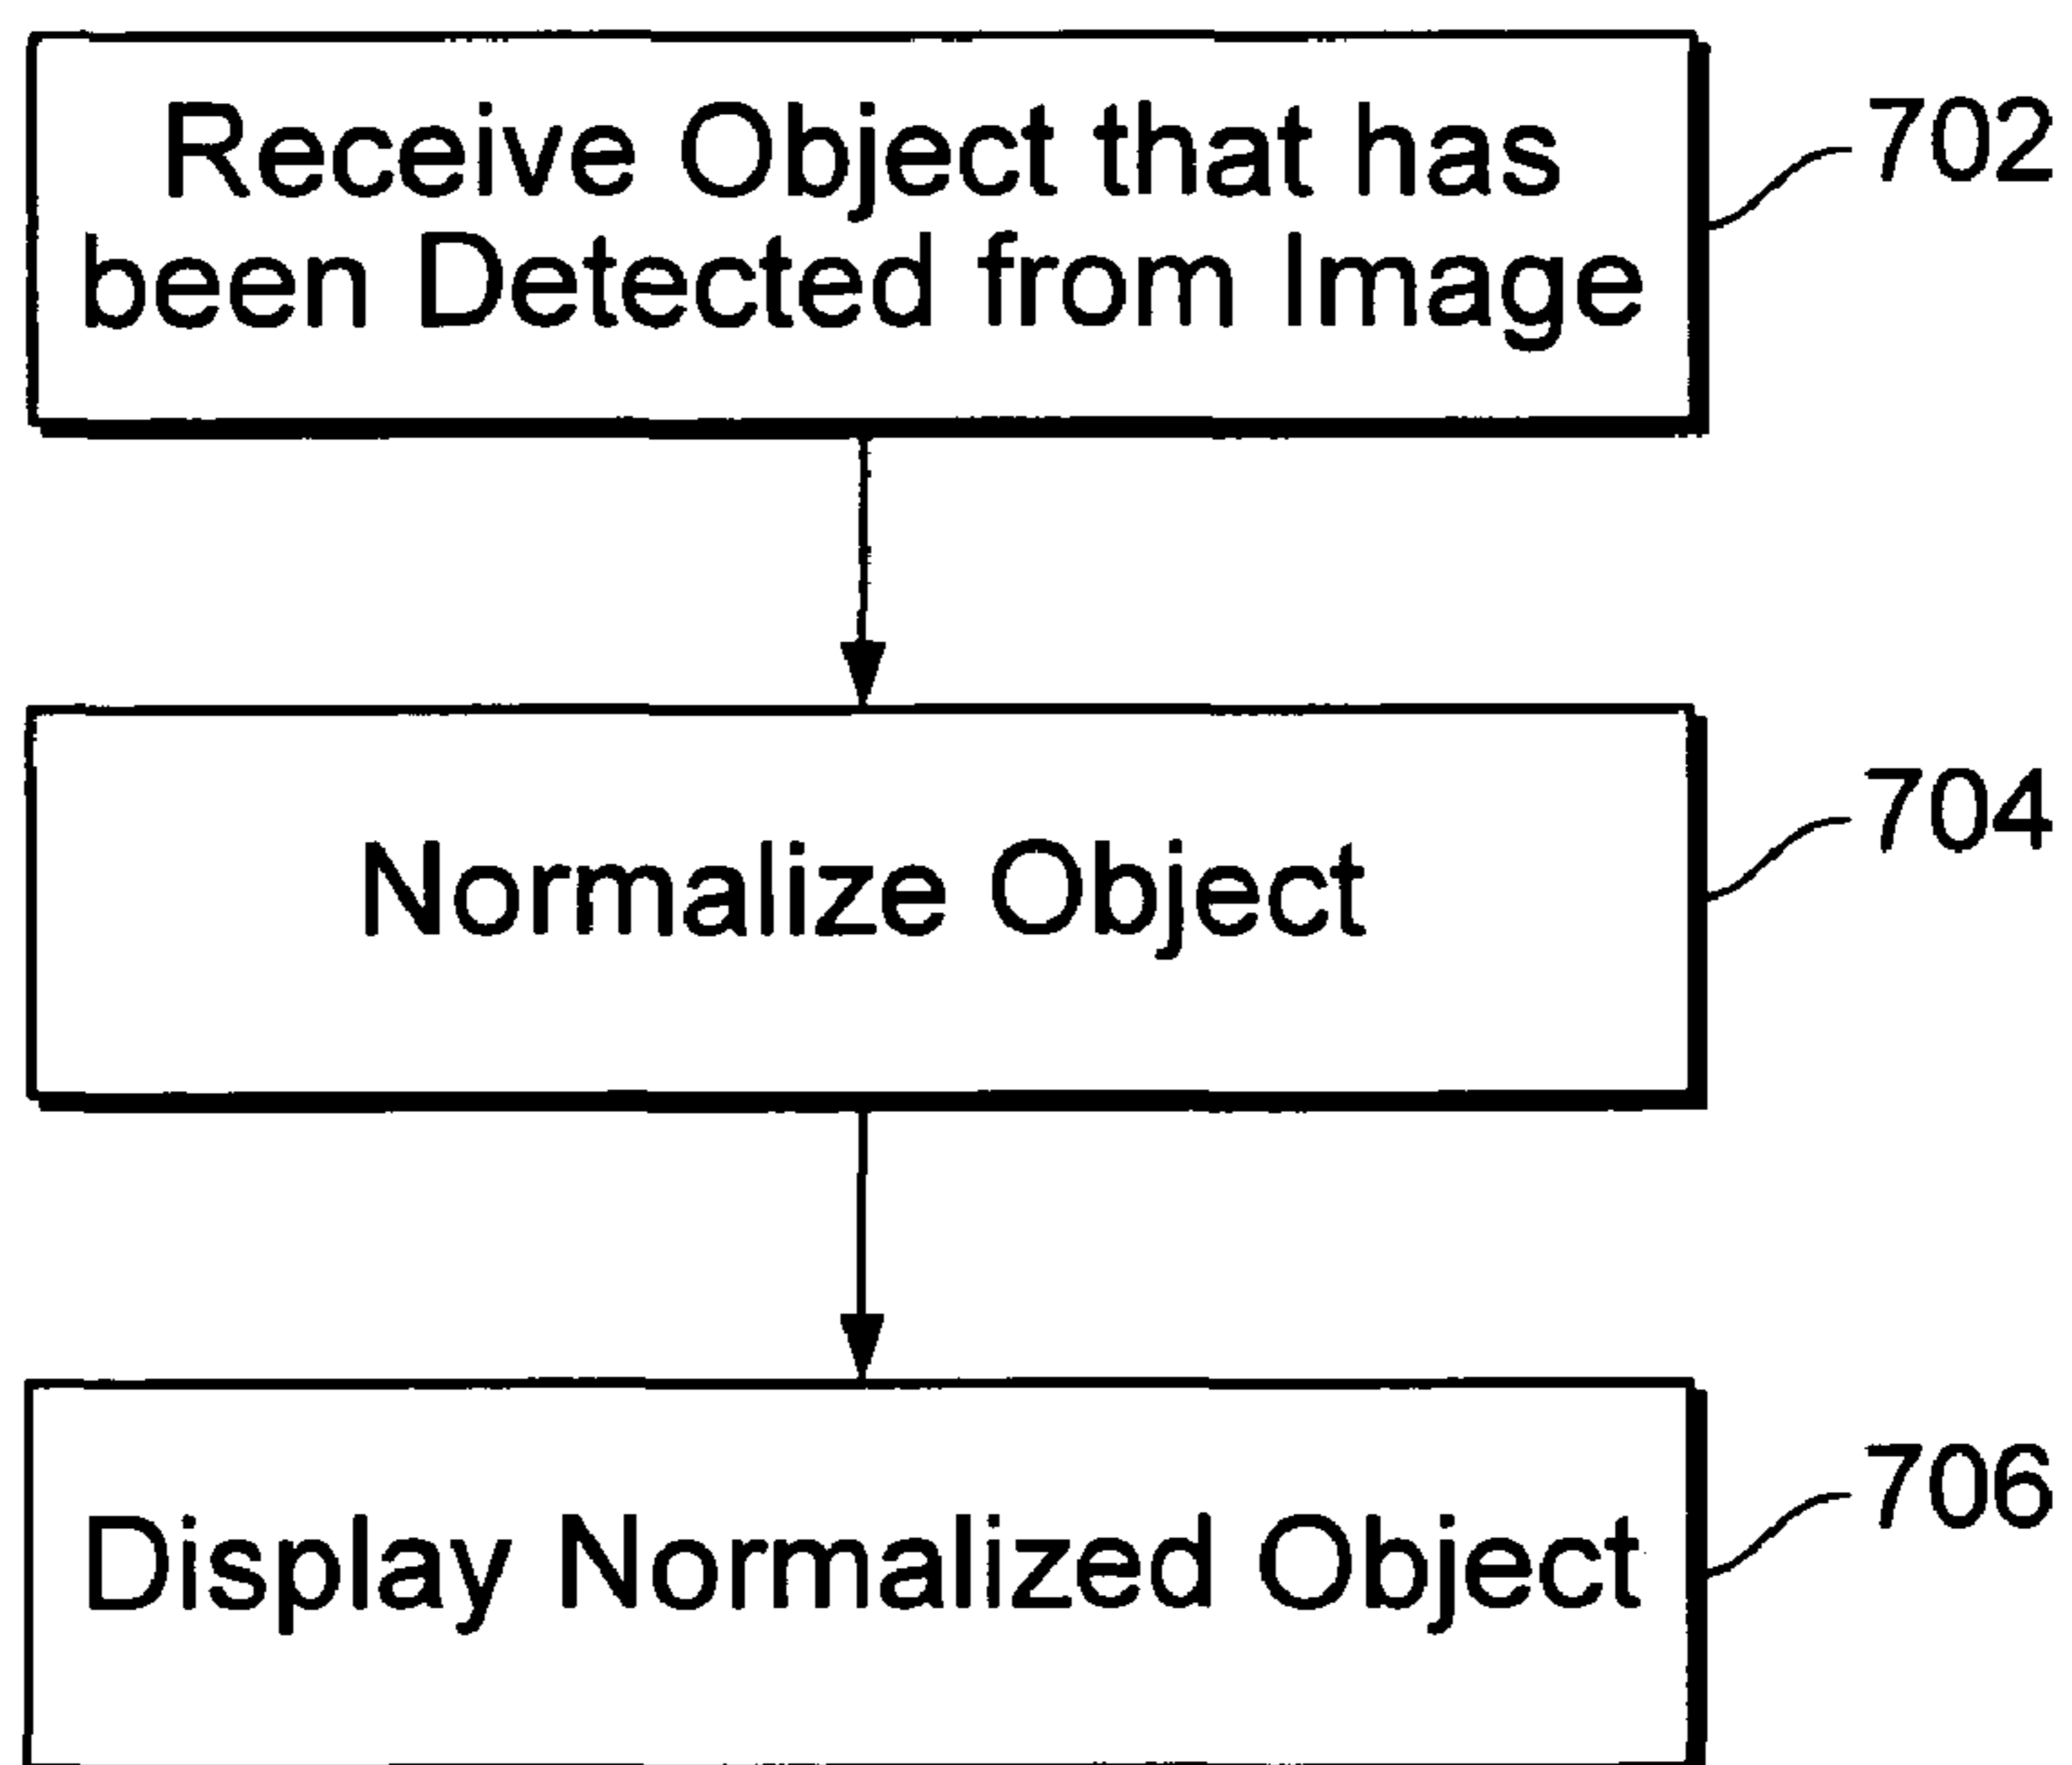 Receive Object that has
been Detected from Image
702
Normalize Object
704
Display Normalized Object
706